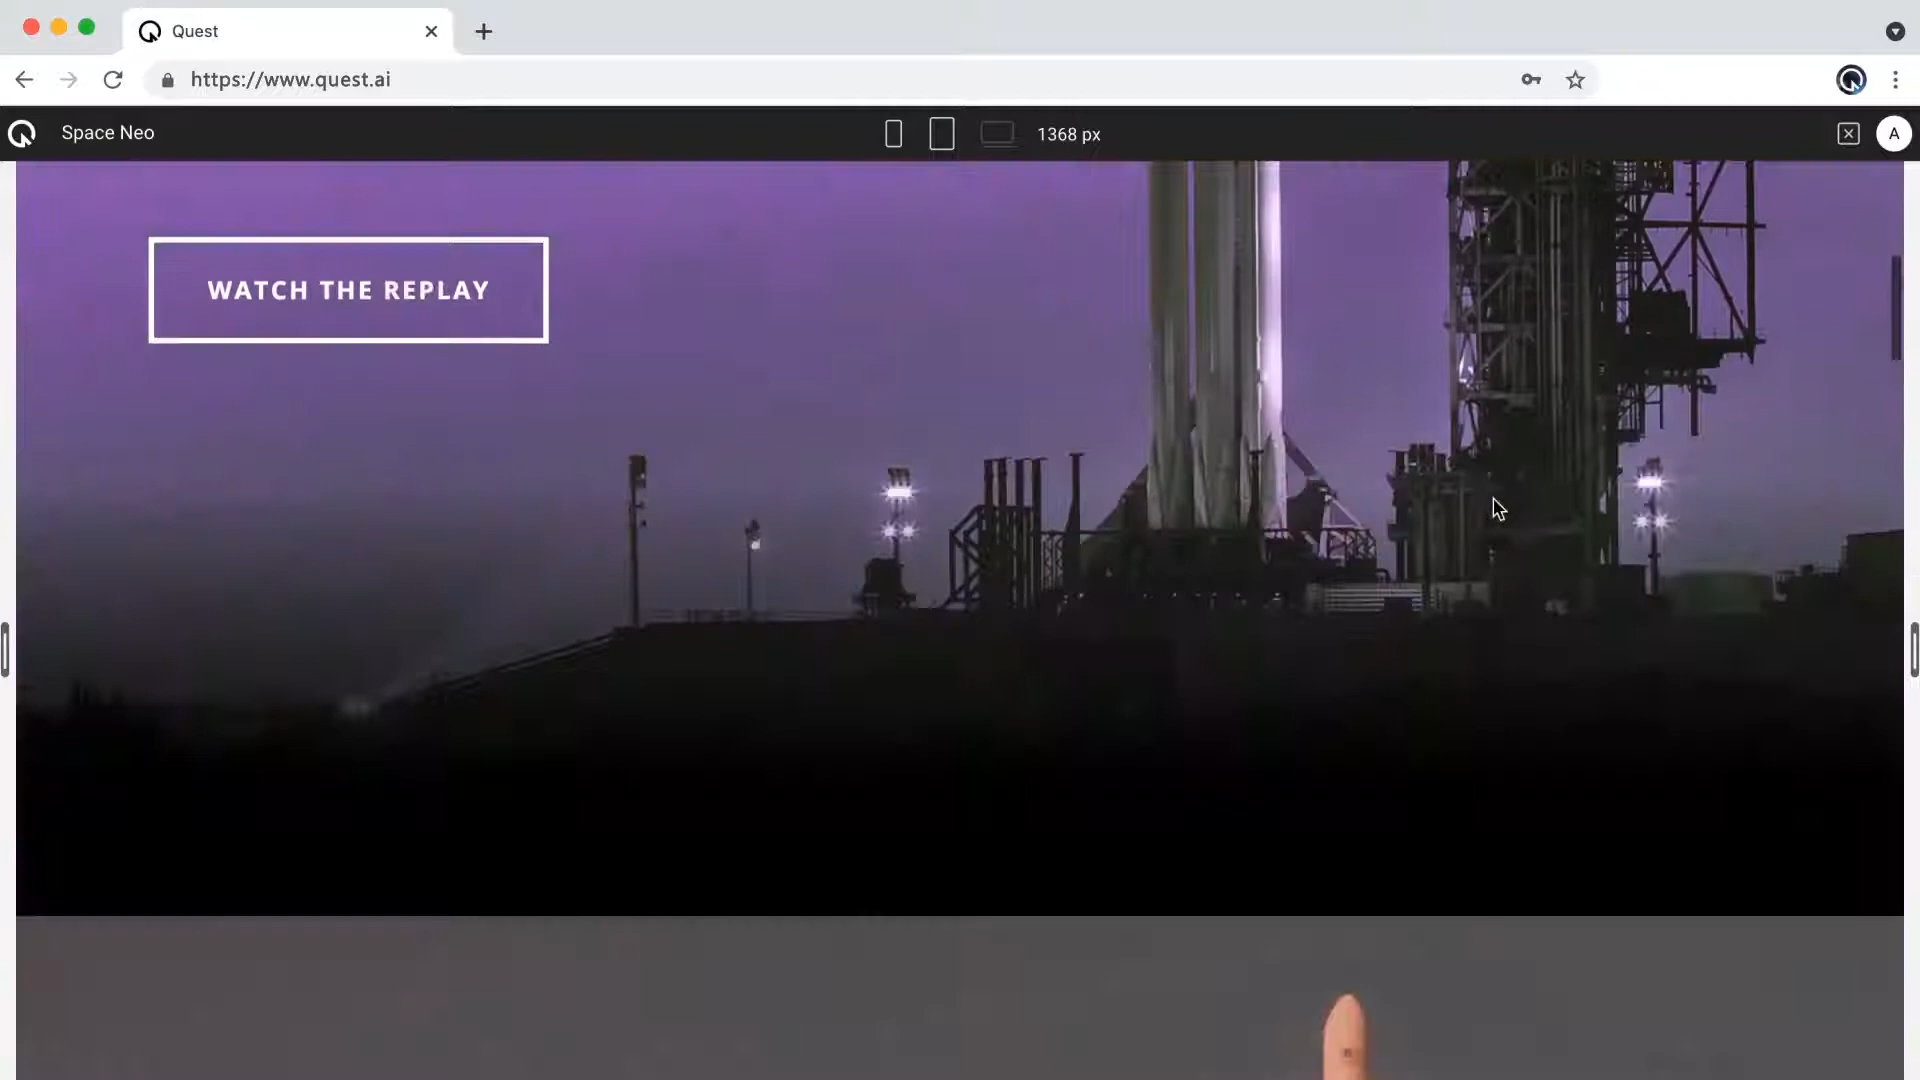 Quest
https://www.quest.ai
Space Neo
1368 px
A
WATCH THE REPLAY